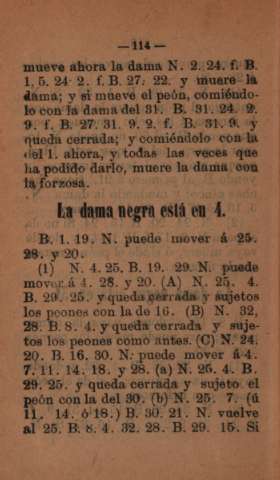 —114—
mueve ahora la dama N. 2. 24. f. B.
1. 5. 24 2. f. B. 27. 22. y muere la
dama; y si mueve el peón, comiéndo-
lo con la dama del 31. B. 31. 24. 2.
9. f. B. 27. 31. 9. 2. f. B. 31. 9. y
queda cerrada; y comiéndolo con la
del 1. ahora, y todas las veces que
ha podido darlo, muere la dama con
la forzosa.
La dama negra está en 4.
B. 1. 19. N. puede mover á 25.
28. y 20.
(1) N. 4. 25. B. 19. 29. N. puede
mover á 4. 28. y 20. (A) N. 25. 4.
B. 29. 25. y queda cerrada y sujetos
los peones con la de 16. (B) N. 32,
28. B. 8. 4. y queda cerrada y suje-
tos los peones como antes. (C) N. 24.
20. B. 16. 30. N. puede mover á 4.
7. 11. 14. 18. y 28. (a) N. 25. 4. B.
29. 25. y queda cerrada y sujeto el
peón con la del 30. (b) N. 25. 7. (ú
11. 14. ó 18.) B. 30. 21. N. vuelve
al 25. B. 8. 4. 32. 28. B. 29. 15. Si